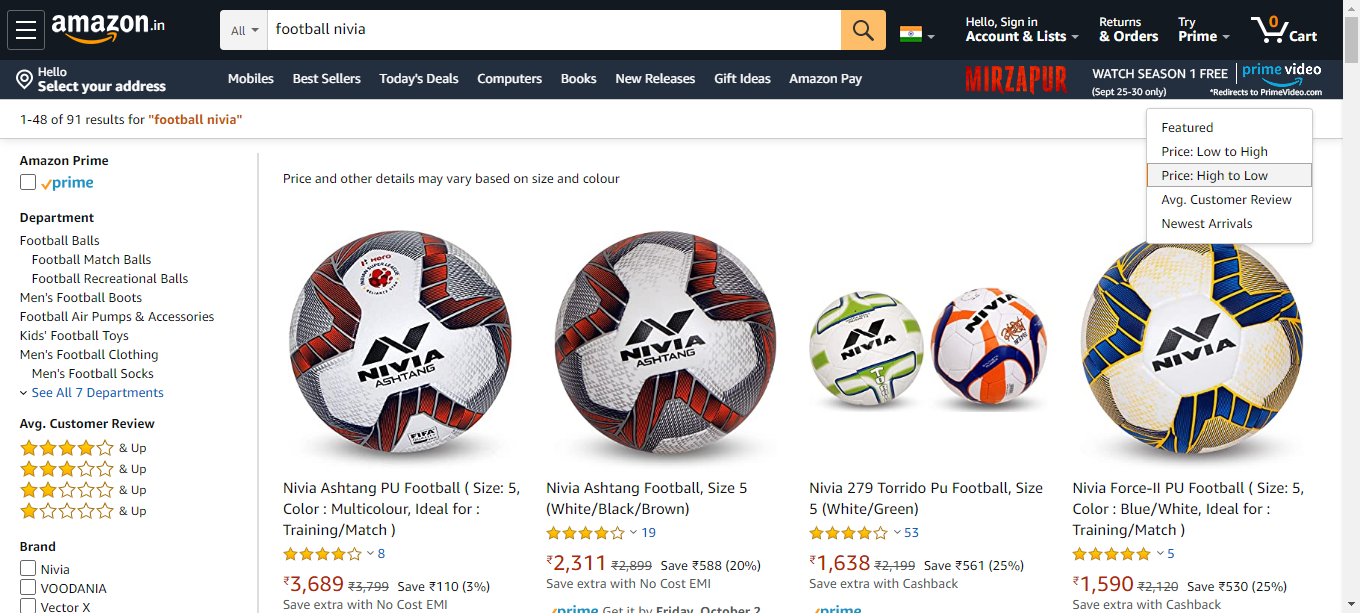 amazon.in
All
football nivia
Hello, Sign in
Account & Lists
Returns
& Orders
Try
Prime
0
Cart
Hello
Select your address
Mobiles
Best Sellers
Today's Deals
Computers
Books
New Releases
Gift Ideas
Amazon Pay
MIRZAPUR
WATCH SEASON 1 FREE
(Sept 25-30 only)
prime video
*Redirects to PrimeVideo.com
1-48 of 91 results for "football nivia"
Featured
Price: Low to High
Price: High to Low
Avg. Customer Review
Newest Arrivals
Amazon Prime
prime
Department
Football Balls
Football Match Balls
Football Recreational Balls
Men's Football Boots
Football Air Pumps & Accessories
Kids' Football Toys
Men's Football Clothing
Men's Football Socks
See All 7 Departments
Avg. Customer Review
& Up
& Up
& Up
& Up
Brand
Nivia
VOODANIA
Vector X
Price and other details may vary based on size and colour
Hero
INDIAN SUPER LEAGUE
NIVIA
ASHTANG
FIFA
Nivia Ashtang PU Football ( Size: 5,
Color : Multicolour, Ideal for :
Training/Match )
8
₹3,689 ₹3,799 Save ₹110 (3%)
Save extra with No Cost EMI
NIVIA
ASHTANG
Nivia Ashtang Football, Size 5
(White/Black/Brown)
19
₹2,311 ₹2,899 Save ₹588 (20%)
Save extra with No Cost EMI
prime Get it by Friday, October 2
NIVIA
NIVIA
Nivia 279 Torrido Pu Football, Size
5 (White/Green)
53
₹1,638 ₹2,199 Save ₹561 (25%)
Save extra with Cashback
prime
NIVIA
Nivia Force-II PU Football ( Size: 5,
Color : Blue/White, Ideal for :
Training/Match )
5
₹1,590 ₹2,120 Save ₹530 (25%)
Save extra with Cashback